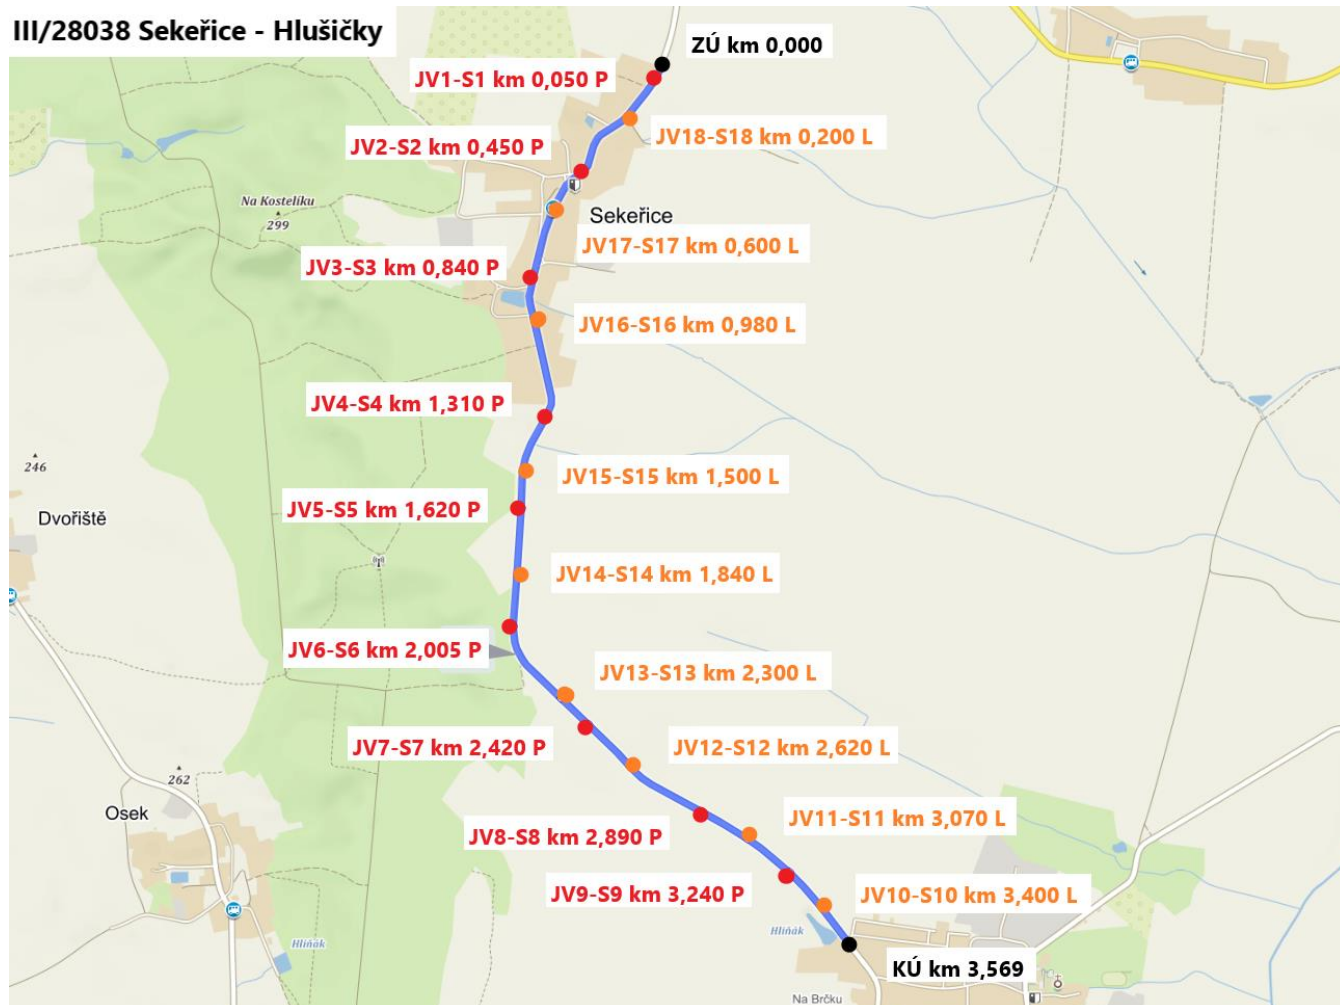 III/28038 Sekeřice - Hlušičky
ZÚ km 0,000
JV1-S1 km 0,050 P
JV18-S18 km 0,200 L
JV2-S2 km 0,450 P
Na Kostelíku
299
Sekeřice
JV17-S17 km 0,600 L
JV3-S3 km 0,840 P
JV16-S16 km 0,980 L
JV4-S4 km 1,310 P
246
JV15-S15 km 1,500 L
JV5-S5 km 1,620 P
Dvořiště
JV14-S14 km 1,840 L
JV6-S6 km 2,005 P
JV13-S13 km 2,300 L
JV7-S7 km 2,420 P
JV12-S12 km 2,620 L
262
Osek
JV11-S11 km 3,070 L
JV8-S8 km 2,890 P
JV9-S9 km 3,240 P
JV10-S10 km 3,400 L
Hliňák
Hliňák
KÚ km 3,569
Na Brčku